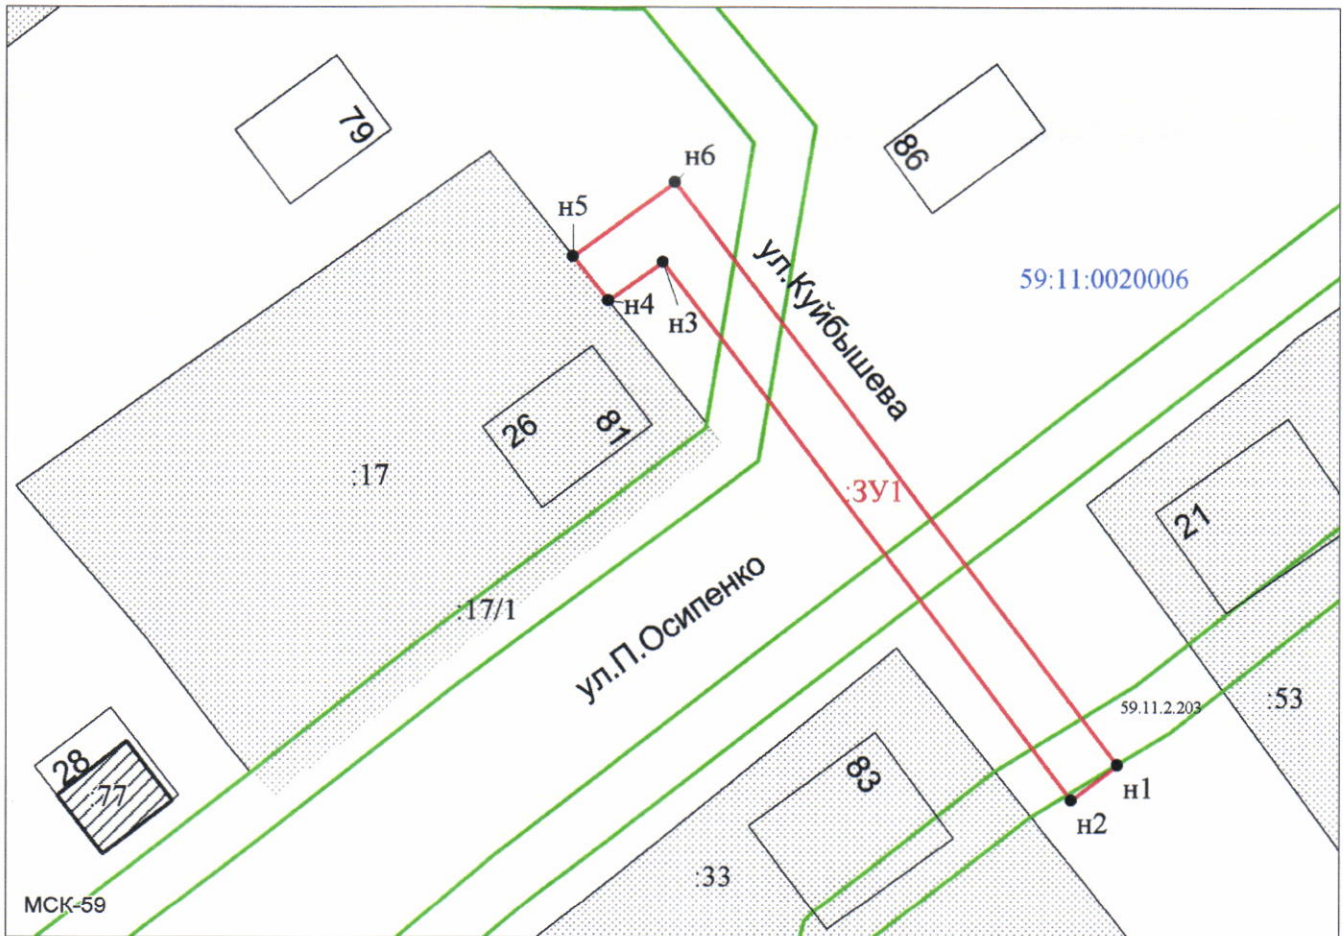 79
86
н6
н5
59:11:0020006
ул.Куйбышева
н4
н3
26
81
:17
:ЗУ1
21
ул.П.Осипенко
:17/1
:53
59.11.2.203
28
:77
83
н1
н2
:33
МСК-59